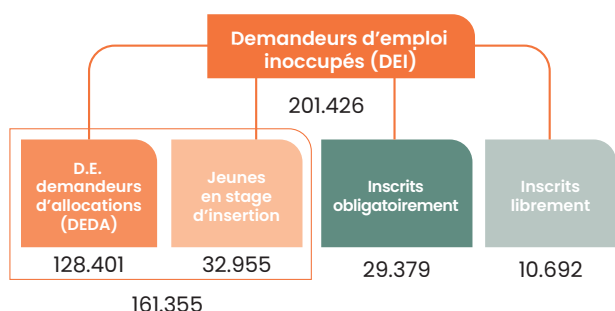 Demandeurs d'emploi
inoccupés (DEI)
201.426
D.E.
demandeurs
d'allocations
(DEDA)
Jeunes
en stage
d'insertion
Inscrits
obligatoirement
Inscrits
librement
128.401
32.955
29.379
10.692
161.355